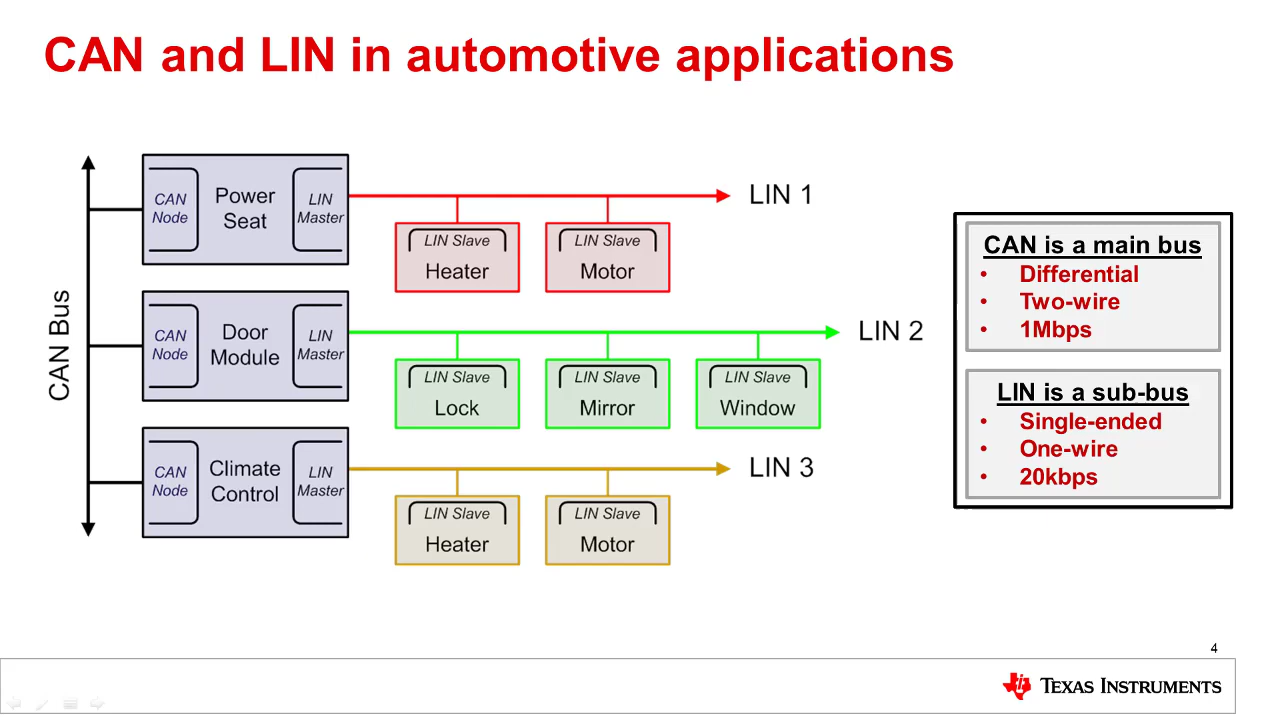 CAN and LIN in automotive applications
CAN Bus
CAN
Node
Power
Seat
LIN
Master
LIN 1
LIN Slave
Heater
LIN Slave
Motor
CAN
Node
Door
Module
LIN
Master
LIN 2
LIN Slave
Lock
LIN Slave
Mirror
LIN Slave
Window
CAN
Node
Climate
Control
LIN
Master
LIN 3
LIN Slave
Heater
LIN Slave
Motor
CAN is a main bus
• Differential
• Two-wire
• 1Mbps
LIN is a sub-bus
• Single-ended
• One-wire
• 20kbps
4
TEXAS INSTRUMENTS